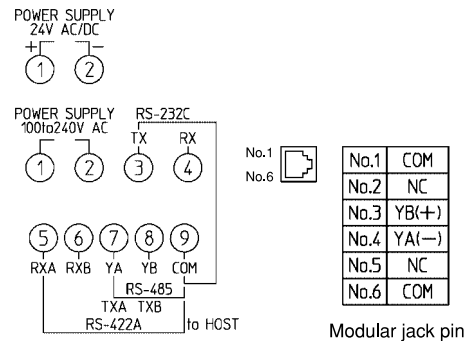 POWER SUPPLY
24V AC/DC
+ −
1 2
POWER SUPPLY RS-232C
100to240V AC TX RX
1 2 3 4
5 6 7 8 9
RXA RXB YA YB COM
RS-485
TXA TXB
RS-422A to HOST
No.1
No.6
No.1 COM
No.2 NC
No.3 YB(+)
No.4 YA(−)
No.5 NC
No.6 COM
Modular jack pin